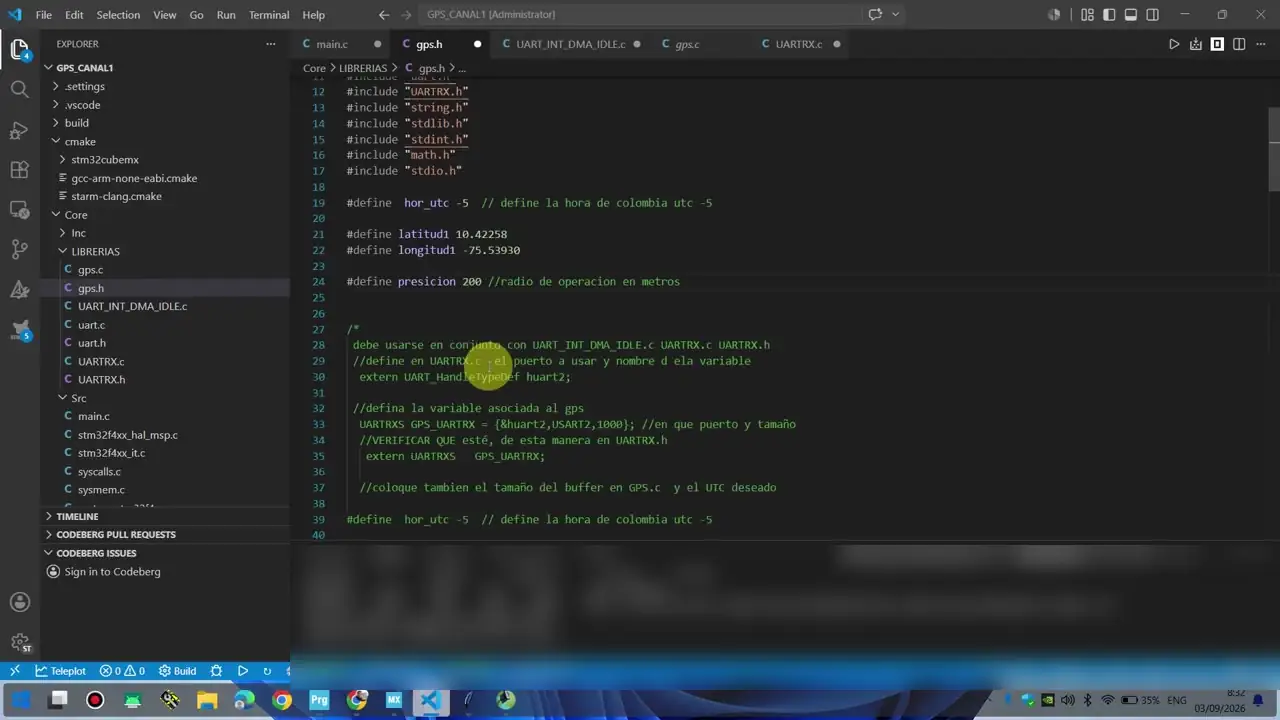 File Edit Selection View Go Run Terminal Help
GPS_CANAL1 [Administrator]
EXPLORER
main.c
gps.h
UART_INT_DMA_IDLE.c
gps.c
UARTRX.c
GPS_CANAL1
Core > LIBRERIAS > C gps.h > ...
.settings
.vscode
build
cmake
stm32cubemx
gcc-arm-none-eabi.cmake
starm-clang.cmake
Core
Inc
LIBRERIAS
gps.c
gps.h
UART_INT_DMA_IDLE.c
uart.c
uart.h
UARTRX.c
UARTRX.h
Src
main.c
stm32f4xx_hal_msp.c
stm32f4xx_it.c
syscalls.c
sysmem.c
TIMELINE
CODEBERG PULL REQUESTS
CODEBERG ISSUES
Sign in to Codeberg
11 #include "uart.h"
12 #include "UARTRX.h"
13 #include "string.h"
14 #include "stdlib.h"
15 #include "stdint.h"
16 #include "math.h"
17 #include "stdio.h"
18
19 #define hor_utc -5 // define la hora de colombia utc -5
20
21 #define latitud1 10.42258
22 #define longitud1 -75.53930
23
24 #define presicion 200 //radio de operacion en metros
25
26
27 /*
28 debe usarse en conjunto con UART_INT_DMA_IDLE.c UARTRX.c UARTRX.h
29 //define en UARTRX.c el puerto a usar y nombre d ela variable
30 extern UART_HandleTypeDef huart2;
31
32 //defina la variable asociada al gps
33 UARTRXS GPS_UARTRX = {&huart2,USART2,1000}; //en que puerto y tamaño
34 //VERIFICAR QUE esté, de esta manera en UARTRX.h
35 extern UARTRXS GPS_UARTRX;
36
37 //coloque tambien el tamaño del buffer en GPS.c y el UTC deseado
38
39 #define hor_utc -5 // define la hora de colombia utc -5
40
Teleplot 0 0 Build
Prg MX 35% ENG
8:32
03/09/2026